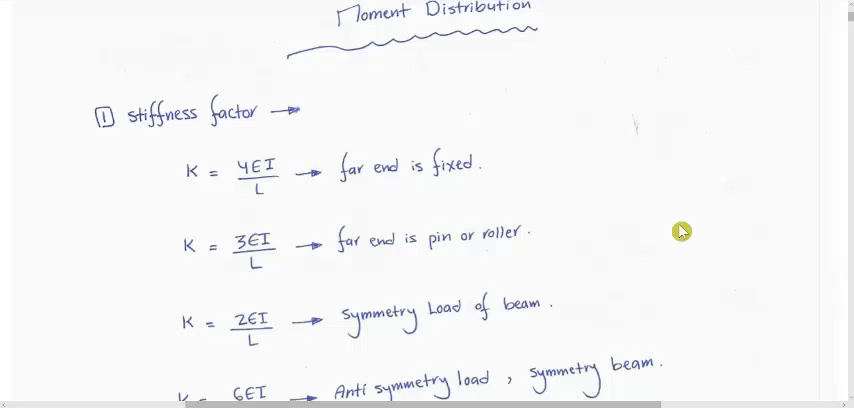 Moment Distribution
1 Stiffness factor →
K = 4EI/L → far end is fixed.
K = 3EI/L → far end is pin or roller.
K = 2EI/L → symmetry Load of beam.
K = 6EI → Anti symmetry load, symmetry beam.